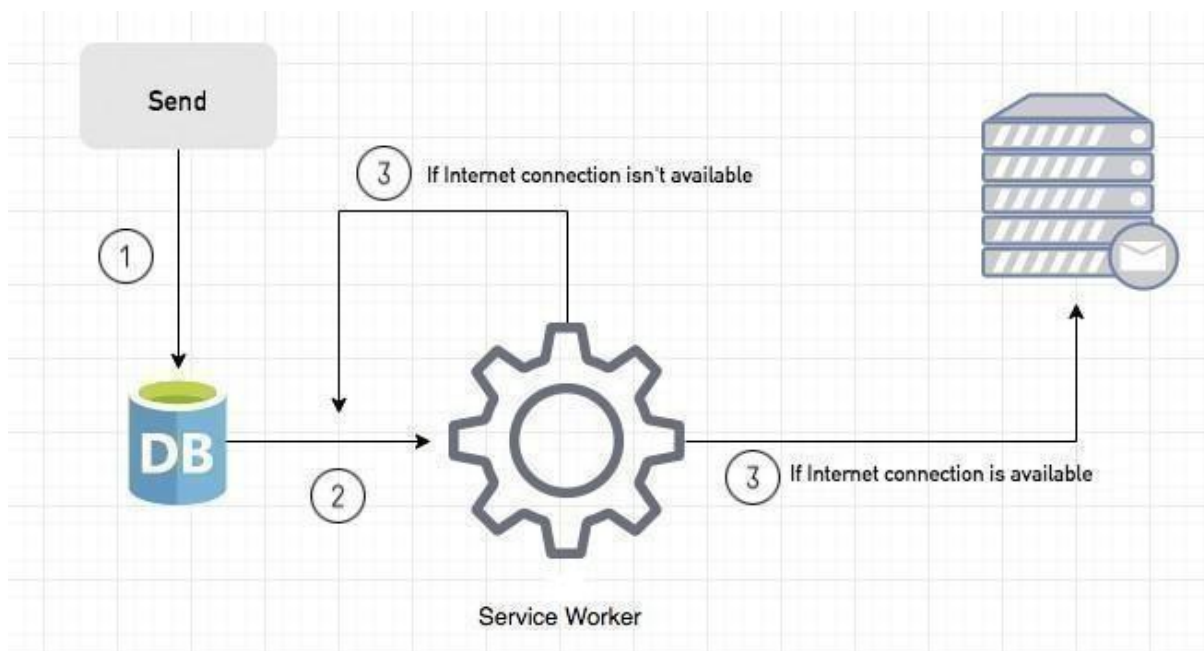 Send
3 If Internet connection isn't available
1
DB
2
3 If Internet connection is available
Service Worker